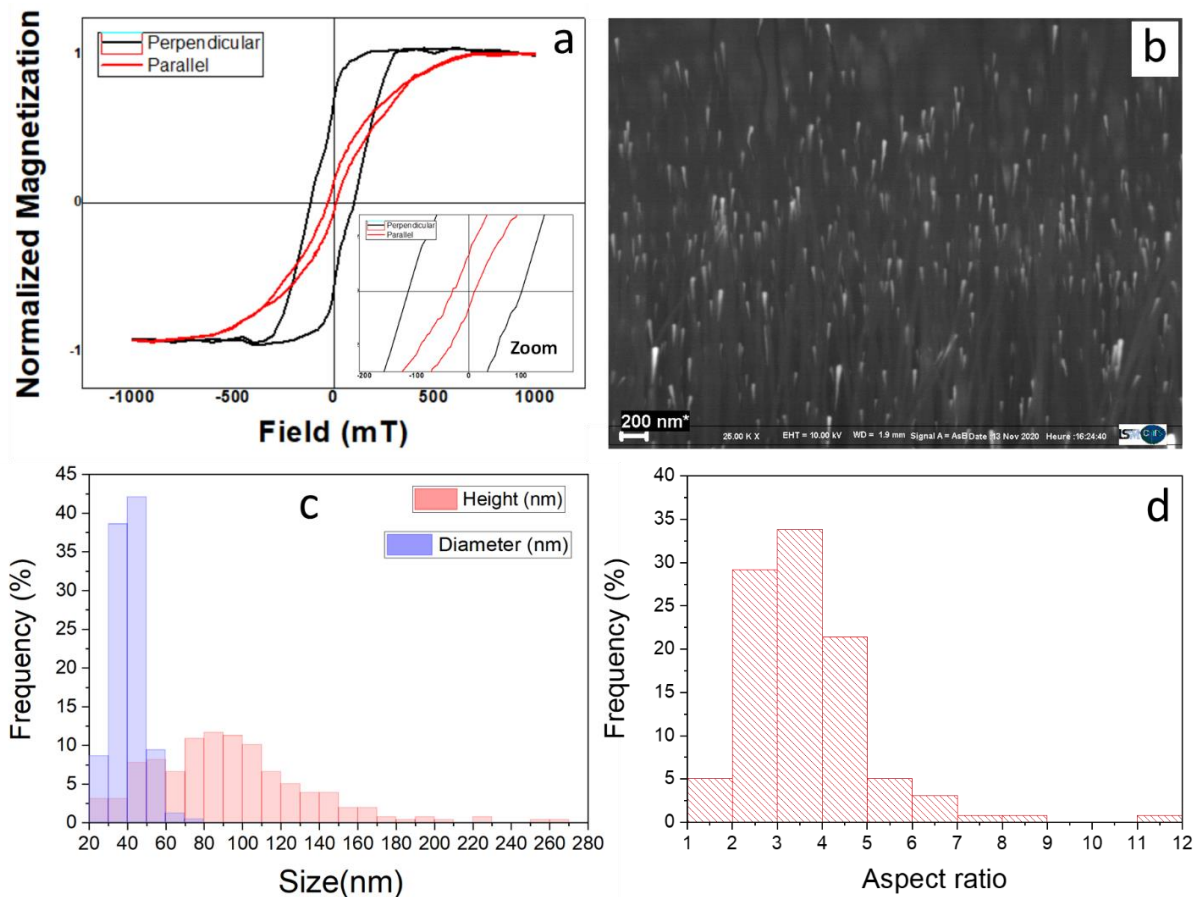 a
Perpendicular
Parallel
Normalized Magnetization
1
0
-1
-1000
-500
0
500
1000
Field (mT)
Perpendicular
Parallel
Zoom
-200
-100
0
100
b
200 nm*
25.00 K X EHT = 10.00 kV WD = 1.9 mm Signal A = AsB Date :13 Nov 2020 Heure :16:24:40
c
Height (nm)
Diameter (nm)
Frequency (%)
45
40
35
30
25
20
15
10
5
0
20 40 60 80 100 120 140 160 180 200 220 240 260 280
Size(nm)
d
Frequency (%)
40
35
30
25
20
15
10
5
0
1 2 3 4 5 6 7 8 9 10 11 12
Aspect ratio